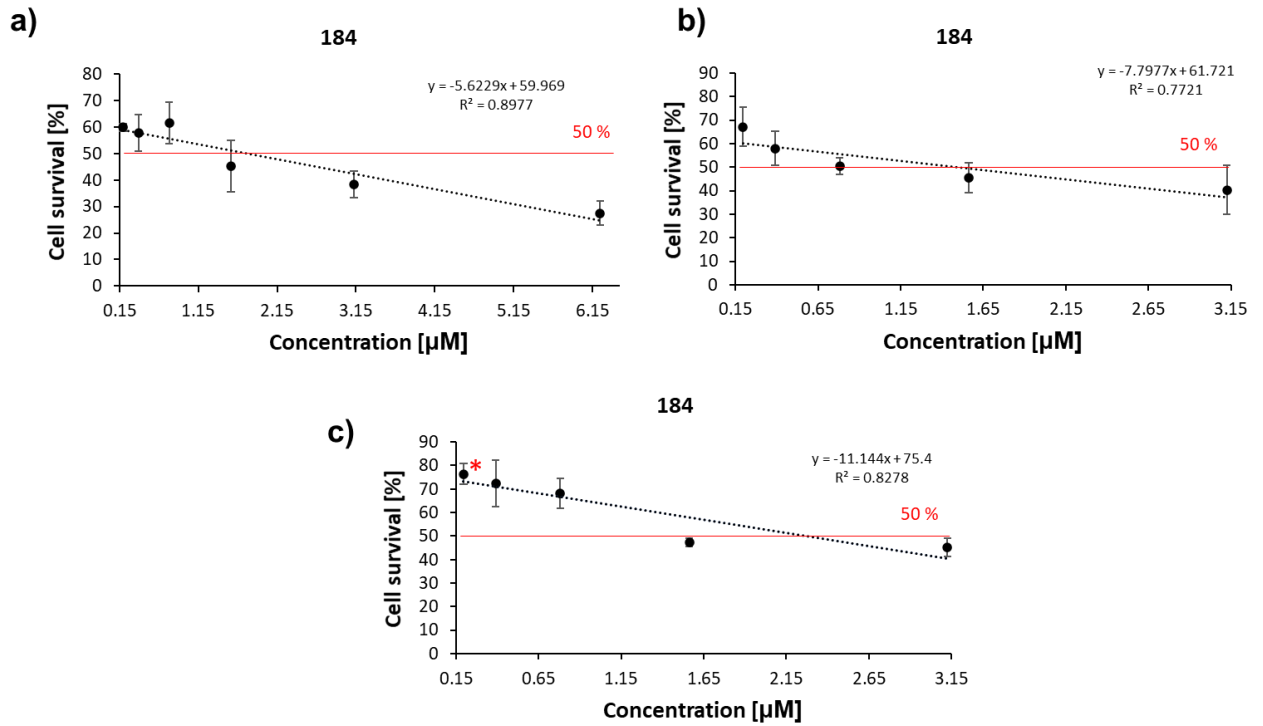 a)
184
y = -5.6229x + 59.969
R² = 0.8977
50 %
Cell survival [%]
80
70
60
50
40
30
20
10
0
0.15 1.15 2.15 3.15 4.15 5.15 6.15
Concentration [µM]
b)
184
y = -7.7977x + 61.721
R² = 0.7721
50 %
Cell survival [%]
90
80
70
60
50
40
30
20
10
0
0.15 0.65 1.15 1.65 2.15 2.65 3.15
Concentration [µM]
c)
184
y = -11.144x + 75.4
R² = 0.8278
*
50 %
Cell survival [%]
90
80
70
60
50
40
30
20
10
0
0.15 0.65 1.15 1.65 2.15 2.65 3.15
Concentration [µM]